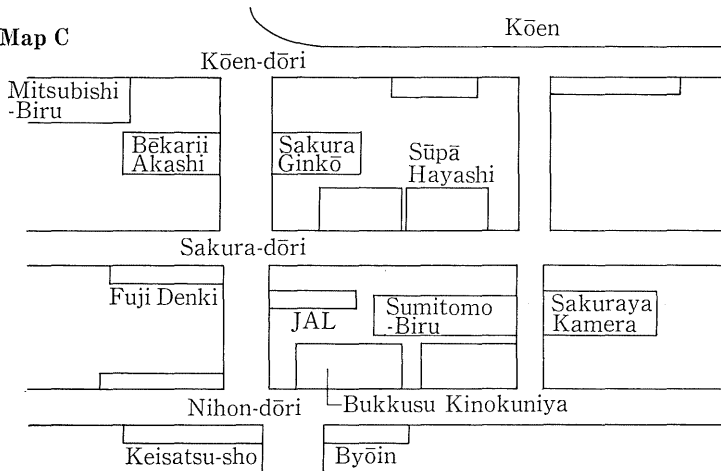 Map C
Kōen
Kōen-dōri
Mitsubishi
-Biru
Bēkarii
Akashi
Sakura
Ginkō
Sūpā
Hayashi
Sakura-dōri
Fuji Denki
JAL
Sumitomo
-Biru
Sakuraya
Kamera
Nihon-dōri
Bukkusu Kinokuniya
Keisatsu-sho
Byōin